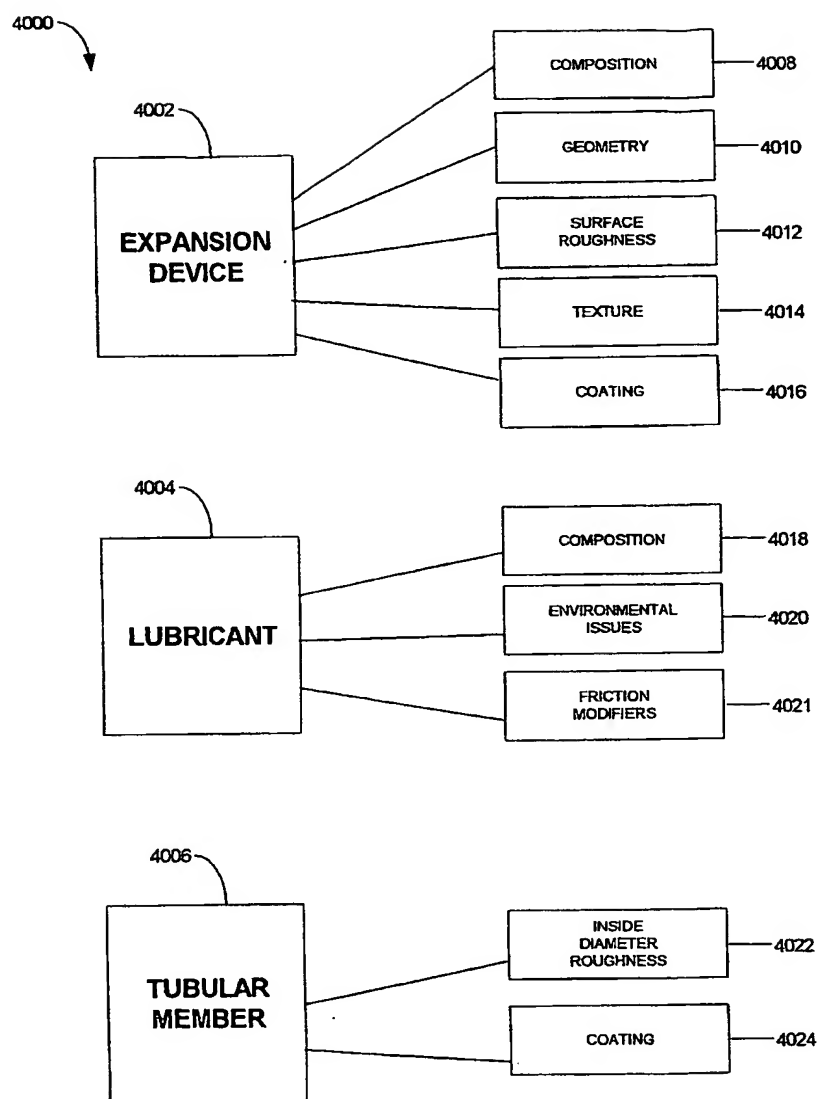 4000
4002
EXPANSION
DEVICE
COMPOSITION
4008
GEOMETRY
4010
SURFACE
ROUGHNESS
4012
TEXTURE
4014
COATING
4016
4004
LUBRICANT
COMPOSITION
4018
ENVIRONMENTAL
ISSUES
4020
FRICTION
MODIFIERS
4021
4006
TUBULAR
MEMBER
INSIDE
DIAMETER
ROUGHNESS
4022
COATING
4024